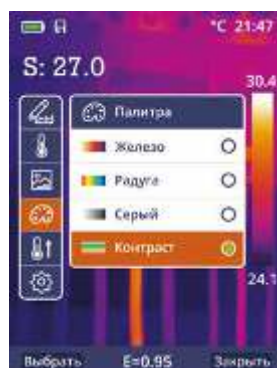 °C 21:47
S: 27.0
30.4
Палитра
Железо
Радуга
Серый
Контраст
24.1
Выбрать E=0.95 Закрыть